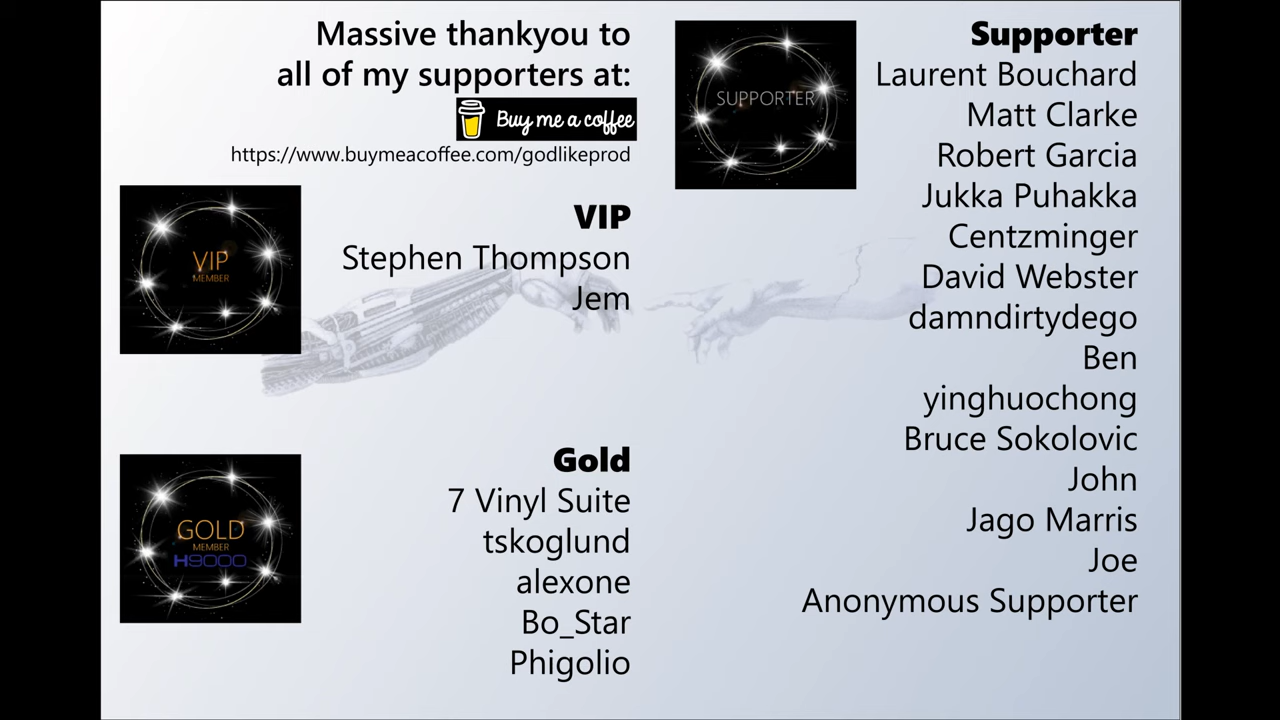 Massive thankyou to
all of my supporters at:
Buy me a coffee
https://www.buymeacoffee.com/godlikeprod
VIP
MEMBER
VIP
Stephen Thompson
Jem
GOLD
MEMBER
H9000
Gold
7 Vinyl Suite
tskoglund
alexone
Bo_Star
Phigolio
SUPPORTER
Supporter
Laurent Bouchard
Matt Clarke
Robert Garcia
Jukka Puhakka
Centzminger
David Webster
damndirtydego
Ben
yinghuochong
Bruce Sokolovic
John
Jago Marris
Joe
Anonymous Supporter